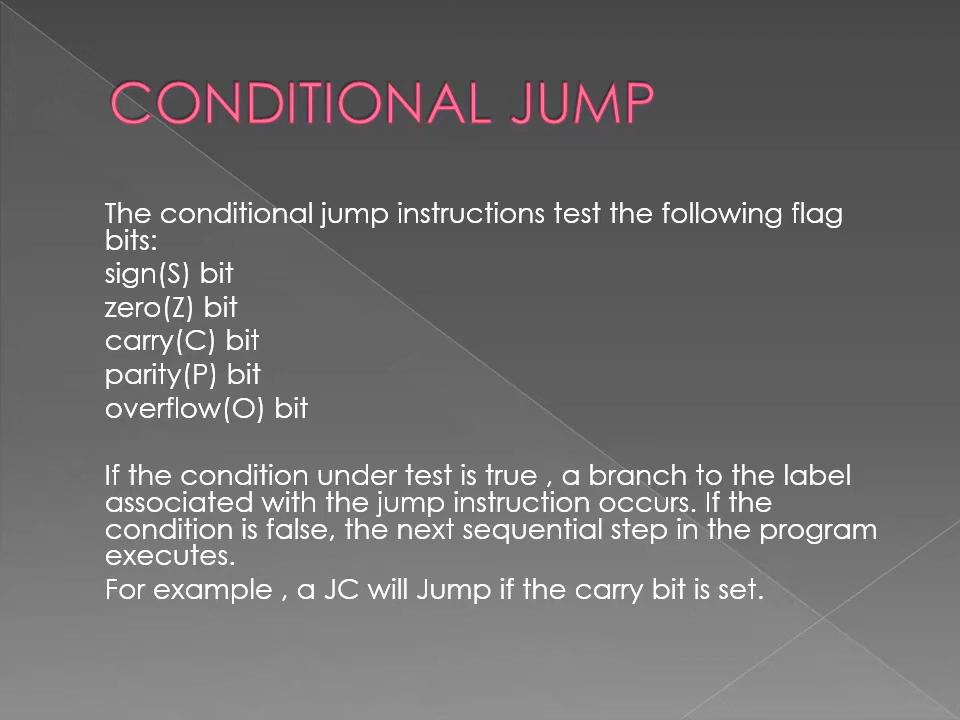 CONDITIONAL JUMP
The conditional jump instructions test the following flag
bits:
sign(S) bit
zero(Z) bit
carry(C) bit
parity(P) bit
overflow(O) bit
If the condition under test is true , a branch to the label
associated with the jump instruction occurs. If the
condition is false, the next sequential step in the program
executes.
For example , a JC will Jump if the carry bit is set.